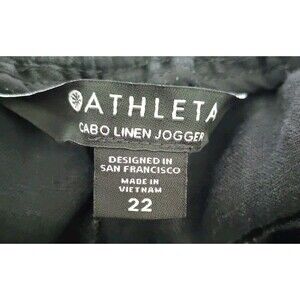 ATHLETA
CABO LINEN JOGGER
DESIGNED IN
SAN FRANCISCO
MADE IN
VIETNAM
22